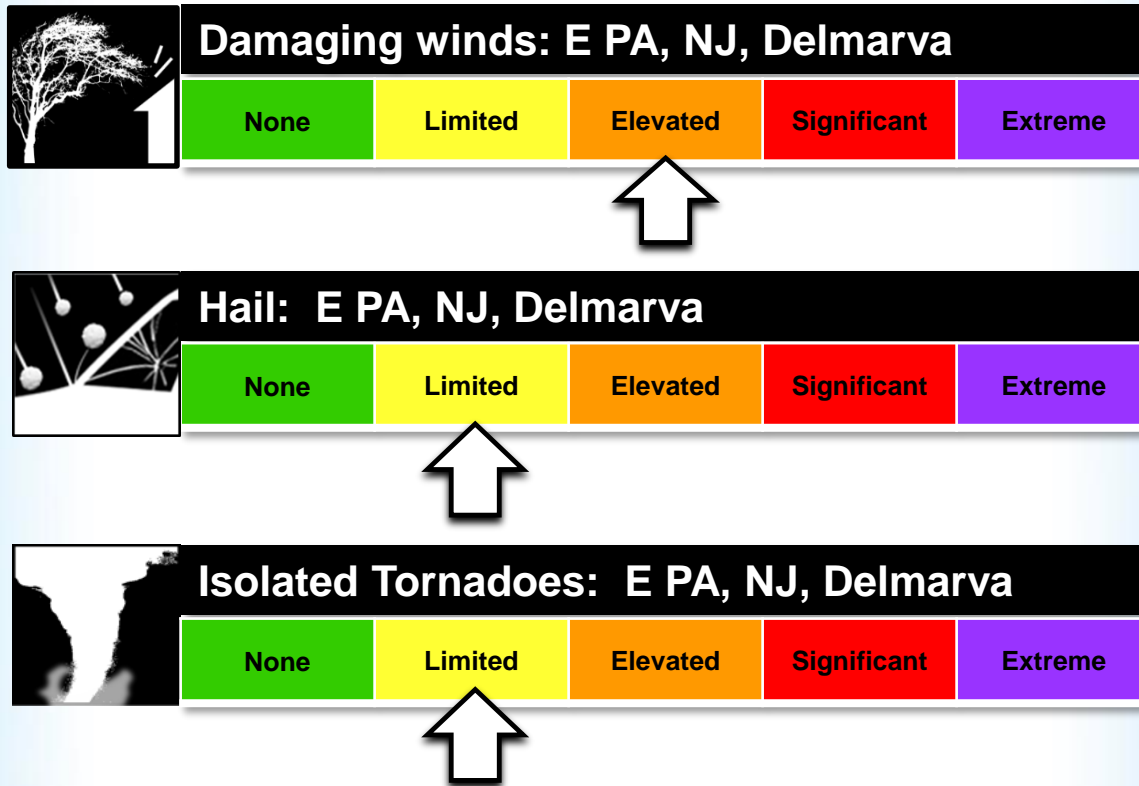 Damaging winds: E PA, NJ, Delmarva
None Limited Elevated Significant Extreme
Hail: E PA, NJ, Delmarva
None Limited Elevated Significant Extreme
Isolated Tornadoes: E PA, NJ, Delmarva
None Limited Elevated Significant Extreme